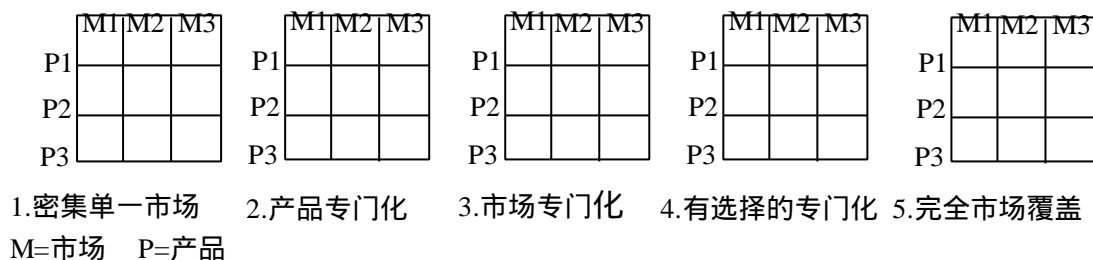 M1 M2 M3 M1 M2 M3 M1 M2 M3 M1 M2 M3 M1 M2 M3
P1 P1 P1 P1 P1
P2 P2 P2 P2 P2
P3 P3 P3 P3 P3
1.密集单一市场 2.产品专门化 3.市场专门化 4.有选择的专门化 5.完全市场覆盖
M=市场 P=产品